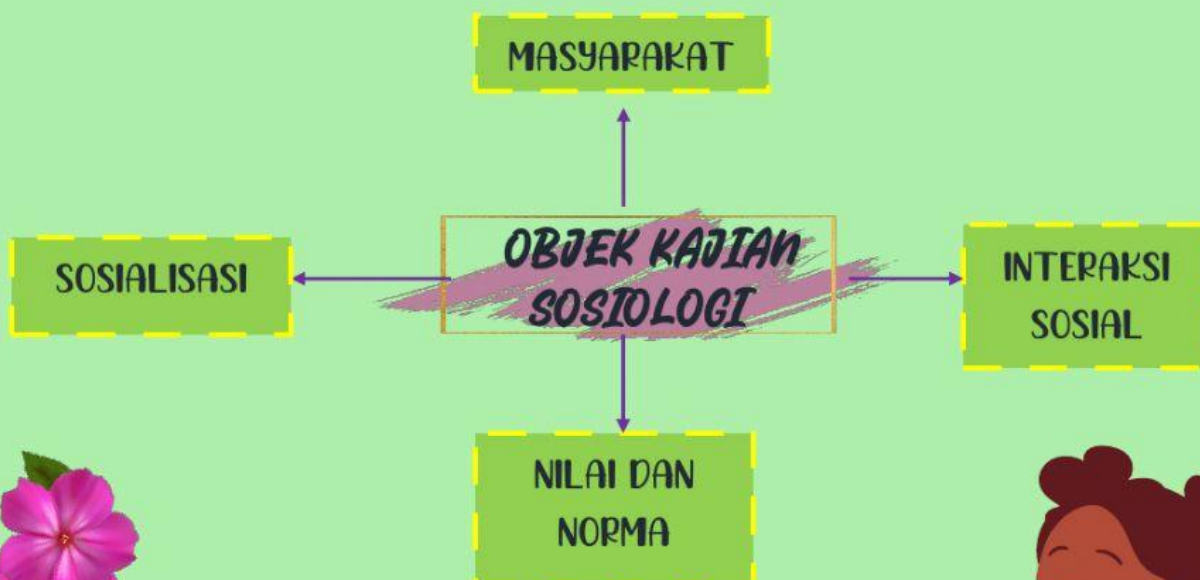 MASYARAKAT
OBJEK KAJIAN
SOSIOLOGI
SOSIALISASI
INTERAKSI
SOSIAL
NILAI DAN
NORMA